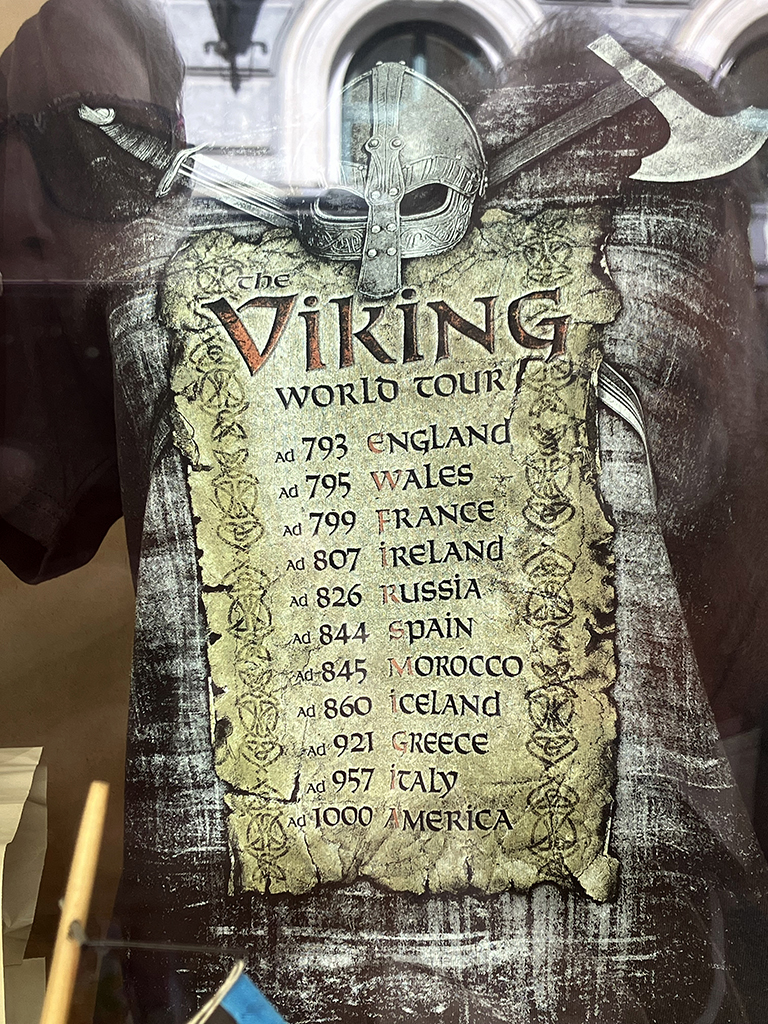 the
Viking
World Tour
AD 793 England
AD 795 Wales
AD 799 France
AD 807 Ireland
AD 826 Russia
AD 844 Spain
AD 845 Morocco
AD 860 Iceland
AD 921 Greece
AD 957 Italy
AD 1000 America